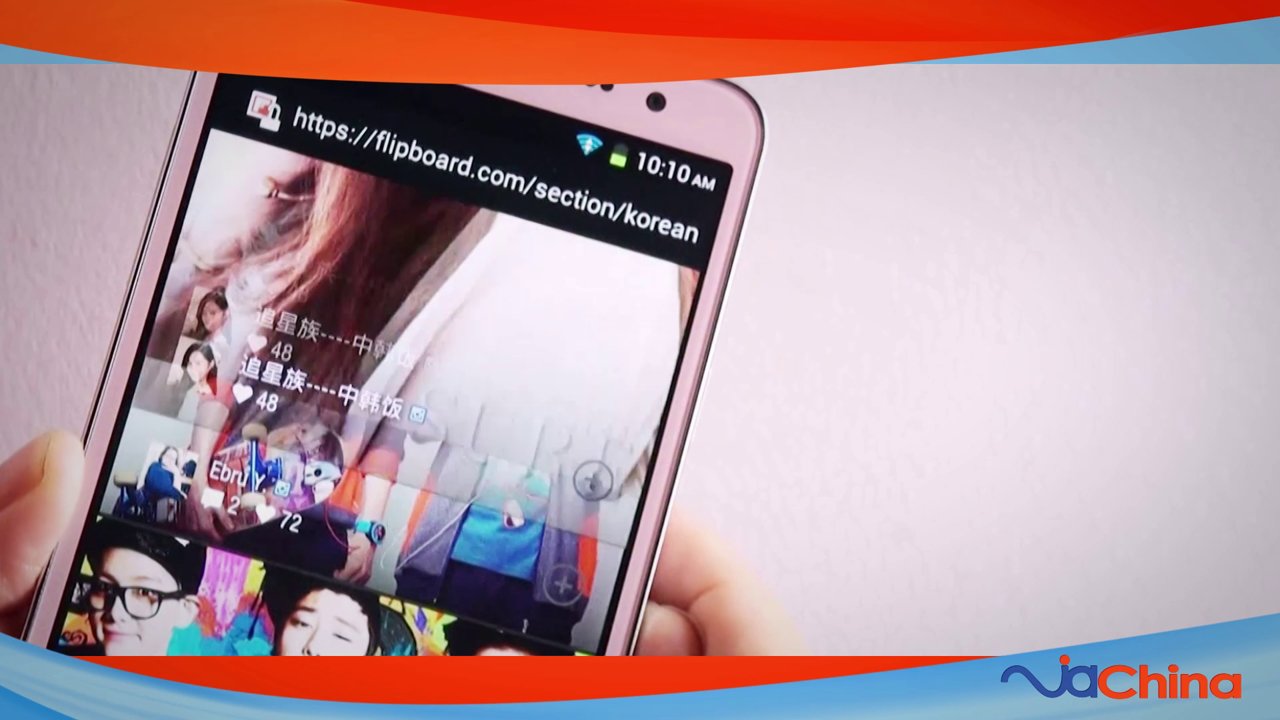 https://flipboard.com/section/korean
10:10 AM
追星族----中韩
48
追星族----中韩饭
48
Ebru Y.
2 72
ViaChina